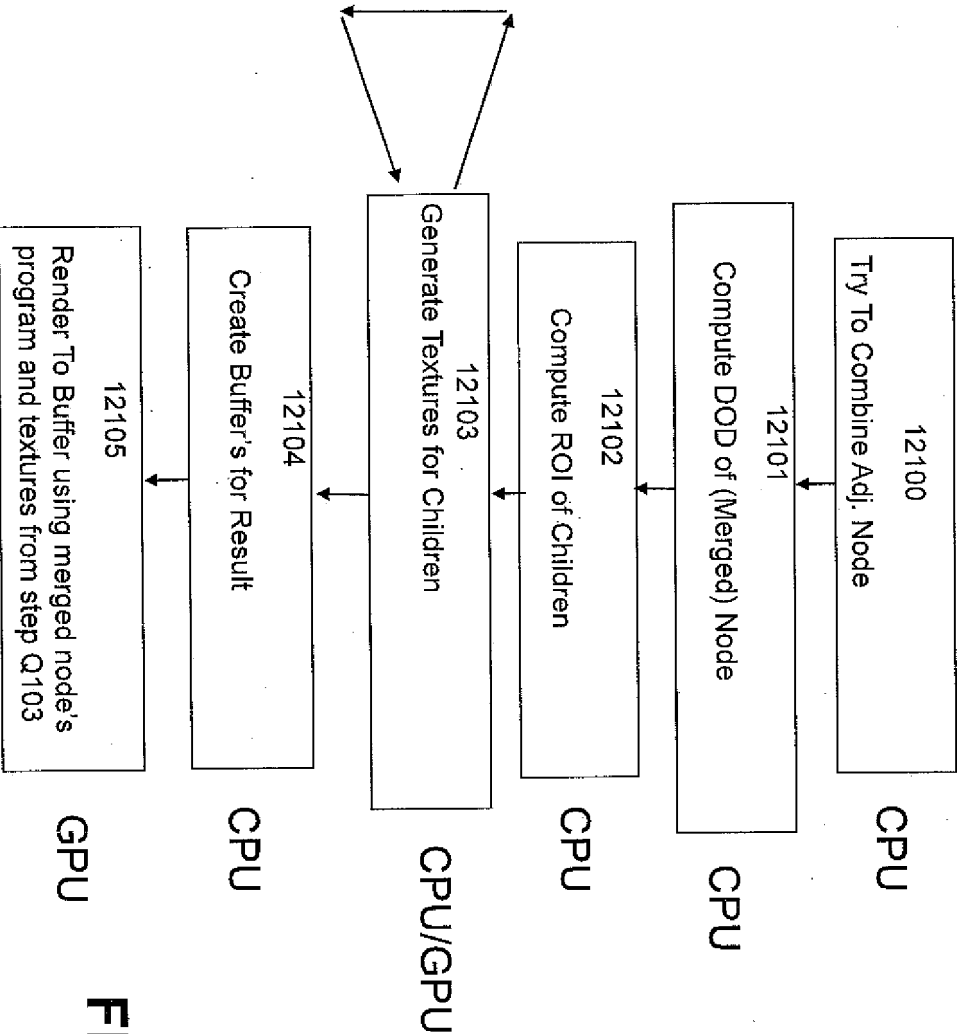 12100
Try To Combine Adj. Node
CPU
12101
Compute DOD of (Merged) Node
CPU
12102
Compute ROI of Children
CPU
12103
Generate Textures for Children
CPU/GPU
12104
Create Buffer's for Result
CPU
12105
Render To Buffer using merged node's
program and textures from step Q103
GPU